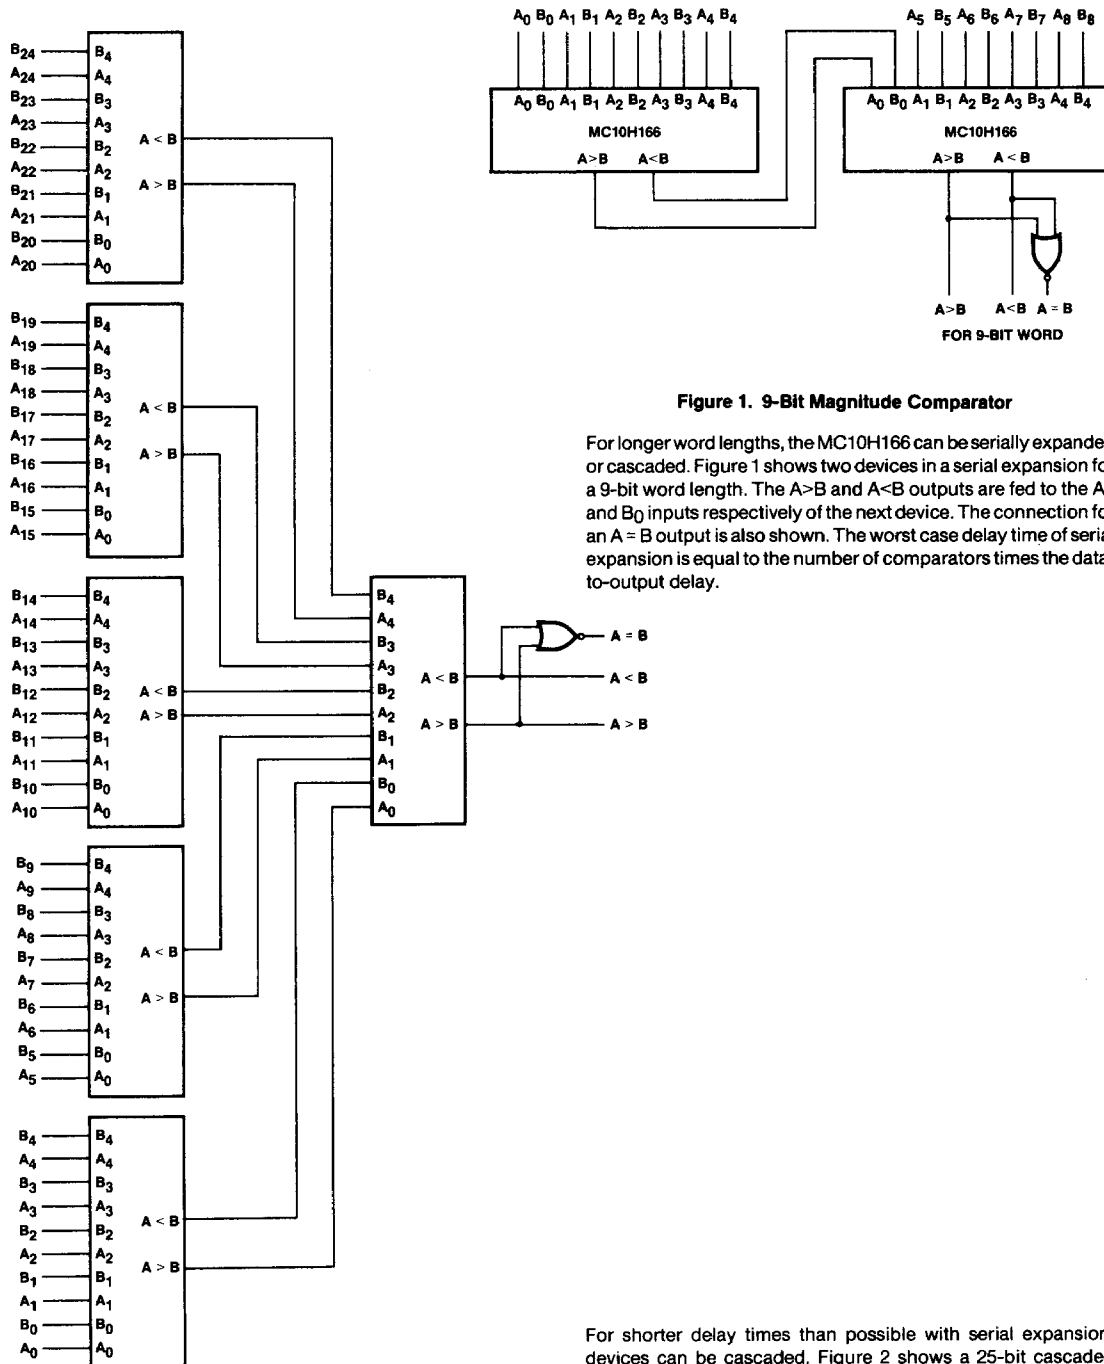 B24 B4
A24 A4
B23 B3
A23 A3
B22 B2 A < B
A22 A2
B21 B1 A > B
A21 A1
B20 B0
A20 A0
B19 B4
A19 A4
B18 B3
A18 A3
B17 B2 A < B
A17 A2
B16 B1 A > B
A16 A1
B15 B0
A15 A0
B14 B4
A14 A4
B13 B3
A13 A3
B12 B2 A < B
A12 A2 A > B
B11 B1
A11 A1
B10 B0
A10 A0
B9 B4
A9 A4
B8 B3
A8 A3
B7 B2 A < B
A7 A2
B6 B1 A > B
A6 A1
B5 B0
A5 A0
B4 B4
A4 A4
B3 B3
A3 A3
B2 B2 A < B
A2 A2
B1 B1 A > B
A1 A1
B0 B0
A0 A0
B4
A4
B3
A3
A < B
B2
A2
A > B
B1
A1
B0
A0
A = B
A < B
A > B
A0 B0 A1 B1 A2 B2 A3 B3 A4 B4
A0 B0 A1 B1 A2 B2 A3 B3 A4 B4
MC10H166
A>B A<B
A5 B5 A6 B6 A7 B7 A8 B8
A0 B0 A1 B1 A2 B2 A3 B3 A4 B4
MC10H166
A>B A<B
A>B A<B A = B
FOR 9-BIT WORD
Figure 1. 9-Bit Magnitude Comparator
For longer word lengths, the MC10H166 can be serially expande
or cascaded. Figure 1 shows two devices in a serial expansion fo
a 9-bit word length. The A>B and A<B outputs are fed to the A
and B0 inputs respectively of the next device. The connection fo
an A = B output is also shown. The worst case delay time of seria
expansion is equal to the number of comparators times the data
to-output delay.
For shorter delay times than possible with serial expansion
devices can be cascaded. Figure 2 shows a 25-bit cascade